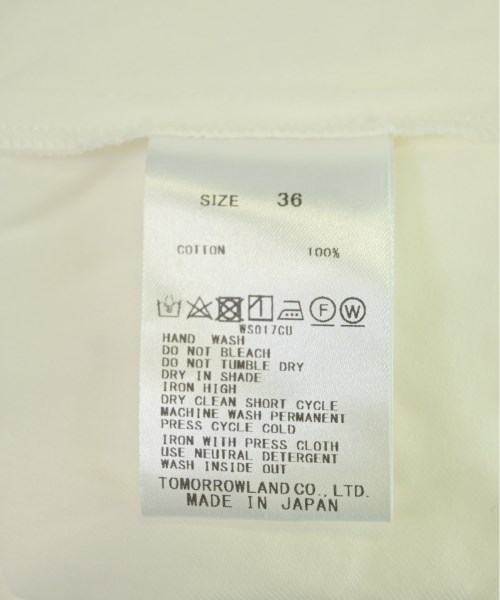 SIZE 36
COTTON 100%
F W
WS017CU
HAND WASH
DO NOT BLEACH
DO NOT TUMBLE DRY
DRY IN SHADE
IRON HIGH
DRY CLEAN SHORT CYCLE
MACHINE WASH PERMANENT
PRESS CYCLE COLD
IRON WITH PRESS CLOTH
USE NEUTRAL DETERGENT
WASH INSIDE OUT
TOMORROWLAND CO., LTD.
MADE IN JAPAN